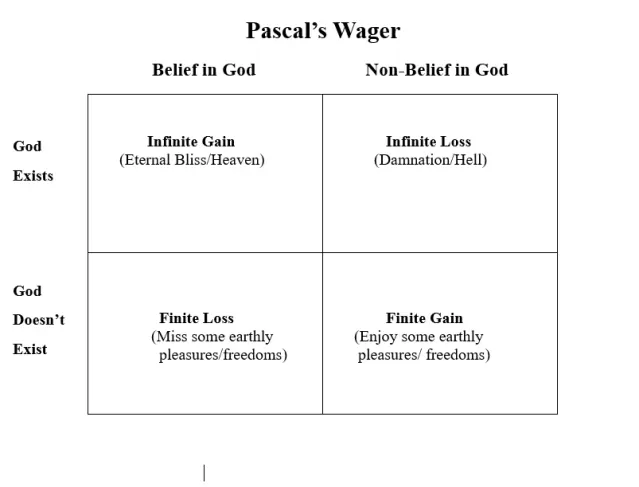 Pascal's Wager
Belief in God Non-Belief in God
God
Exists
Infinite Gain
(Eternal Bliss/Heaven)
Infinite Loss
(Damnation/Hell)
God
Doesn't
Exist
Finite Loss
(Miss some earthly
pleasures/freedoms)
Finite Gain
(Enjoy some earthly
pleasures/ freedoms)